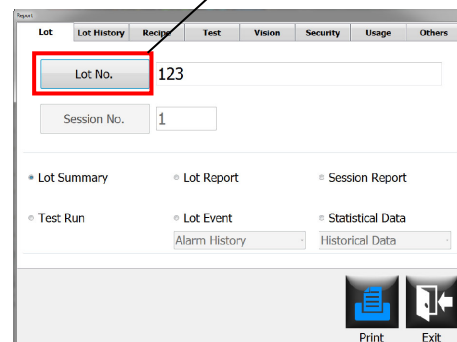 Report
Lot Lot History Recipe Test Vision Security Usage Others
Lot No. 123
Session No. 1
Lot Summary Lot Report Session Report
Test Run Lot Event Statistical Data
Alarm History Historical Data
Print Exit